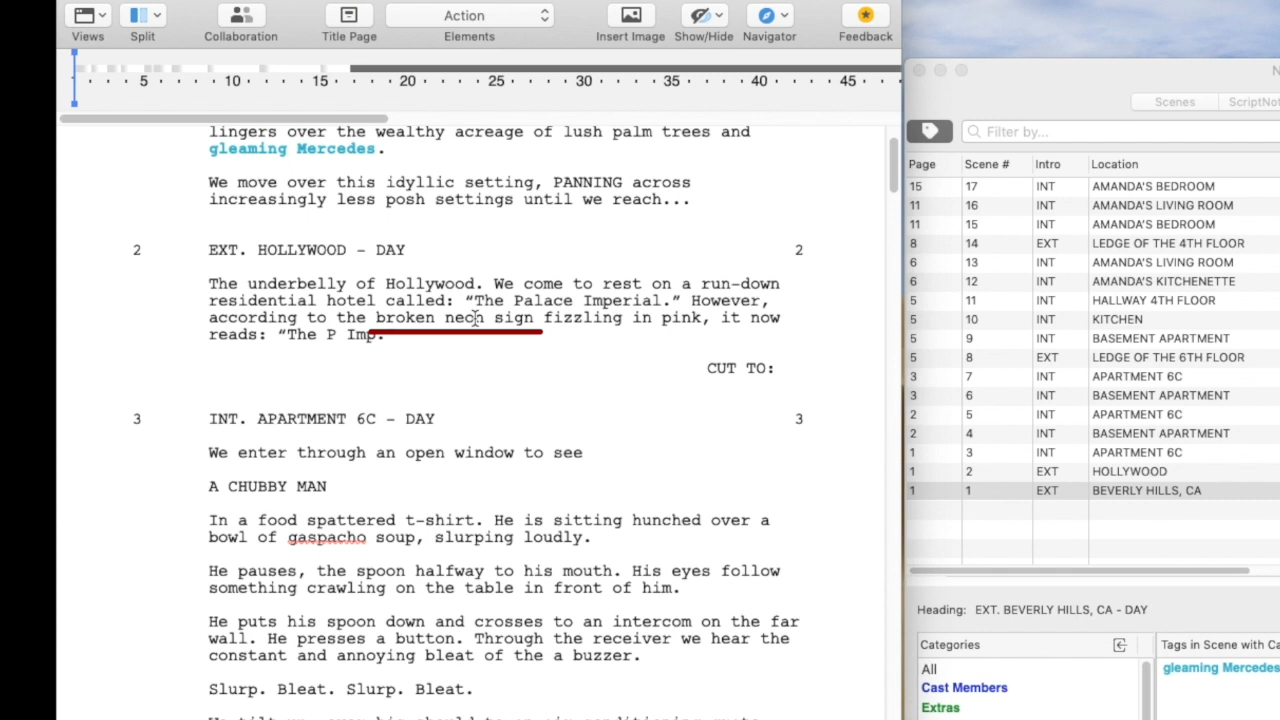 Views
Split
Collaboration
Title Page
Action
Elements
Insert Image
Show/Hide
Navigator
Feedback
5 10 15 20 25 30 35 40 45
lingers over the wealthy acreage of lush palm trees and
gleaming Mercedes.
We move over this idyllic setting, PANNING across
increasingly less posh settings until we reach...
2 EXT. HOLLYWOOD - DAY 2
The underbelly of Hollywood. We come to rest on a run-down
residential hotel called: “The Palace Imperial.” However,
according to the broken neon sign fizzling in pink, it now
reads: “The P Imp.
CUT TO:
3 INT. APARTMENT 6C - DAY 3
We enter through an open window to see
A CHUBBY MAN
In a food spattered t-shirt. He is sitting hunched over a
bowl of gaspacho soup, slurping loudly.
He pauses, the spoon halfway to his mouth. His eyes follow
something crawling on the table in front of him.
He puts his spoon down and crosses to an intercom on the far
wall. He presses a button. Through the receiver we hear the
constant and annoying bleat of the a buzzer.
Slurp. Bleat. Slurp. Bleat.
N
Scenes ScriptNot
Filter by...
Page Scene # Intro Location
15 17 INT AMANDA'S BEDROOM
11 16 INT AMANDA'S LIVING ROOM
11 15 INT AMANDA'S BEDROOM
8 14 EXT LEDGE OF THE 4TH FLOOR
6 13 INT AMANDA'S LIVING ROOM
6 12 INT AMANDA'S KITCHENETTE
5 11 INT HALLWAY 4TH FLOOR
5 10 INT KITCHEN
5 9 INT BASEMENT APARTMENT
5 8 EXT LEDGE OF THE 6TH FLOOR
3 7 INT APARTMENT 6C
3 6 INT BASEMENT APARTMENT
2 5 INT APARTMENT 6C
2 4 INT BASEMENT APARTMENT
1 3 INT APARTMENT 6C
1 2 EXT HOLLYWOOD
1 1 EXT BEVERLY HILLS, CA
Heading: EXT. BEVERLY HILLS, CA - DAY
Categories
All
Cast Members
Extras
Tags in Scene with Ca
gleaming Mercedes